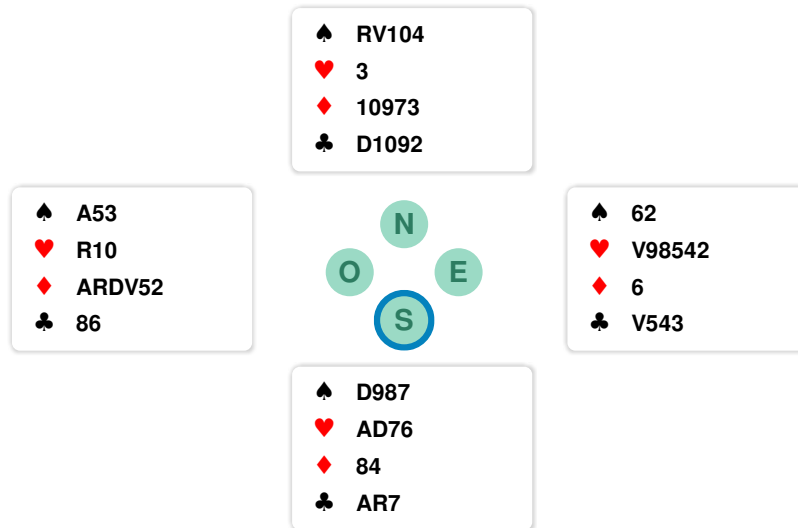 ♠ RV104
♥ 3
♦ 10973
♣ D1092
♠ A53
♥ R10
♦ ARDV52
♣ 86
N
O E
S
♠ 62
♥ V98542
♦ 6
♣ V543
♠ D987
♥ AD76
♦ 84
♣ AR7